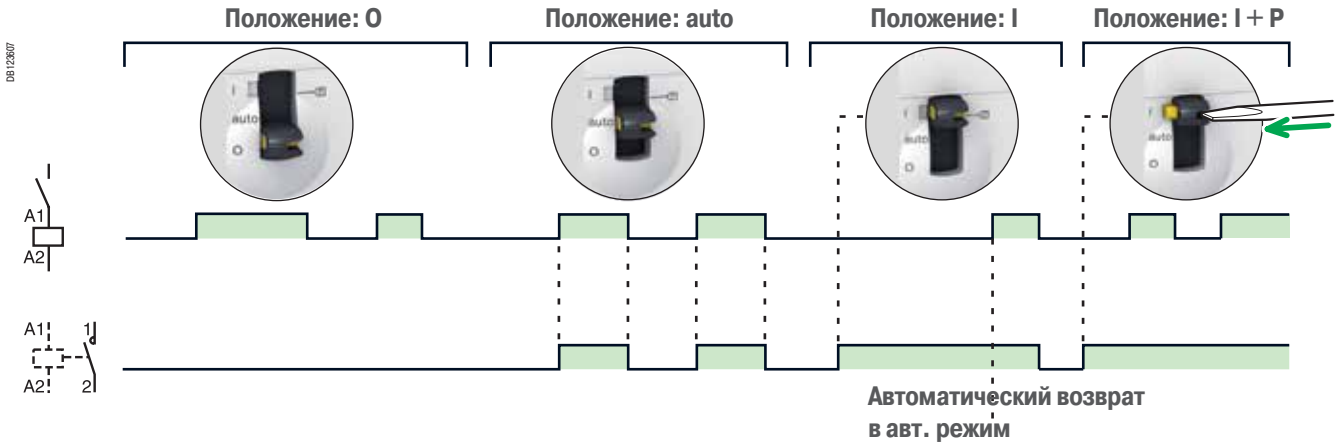 Положение: O
Положение: auto
Положение: I
Положение: I + P
DB123607
I
auto
O
I
auto
O
I
auto
O
I
auto
O
A1
A2
A1
A2
1
2
Автоматический возврат
в авт. режим